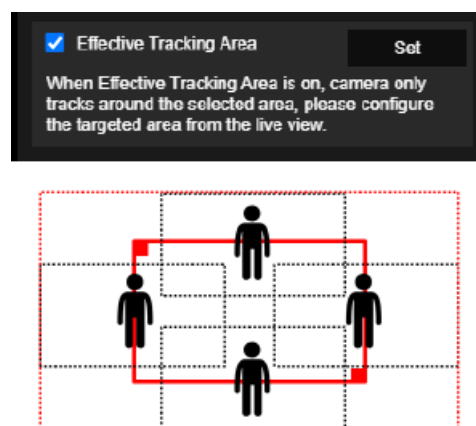 Effective Tracking Area
Set
When Effective Tracking Area is on, camera only
tracks around the selected area, please configure
the targeted area from the live view.